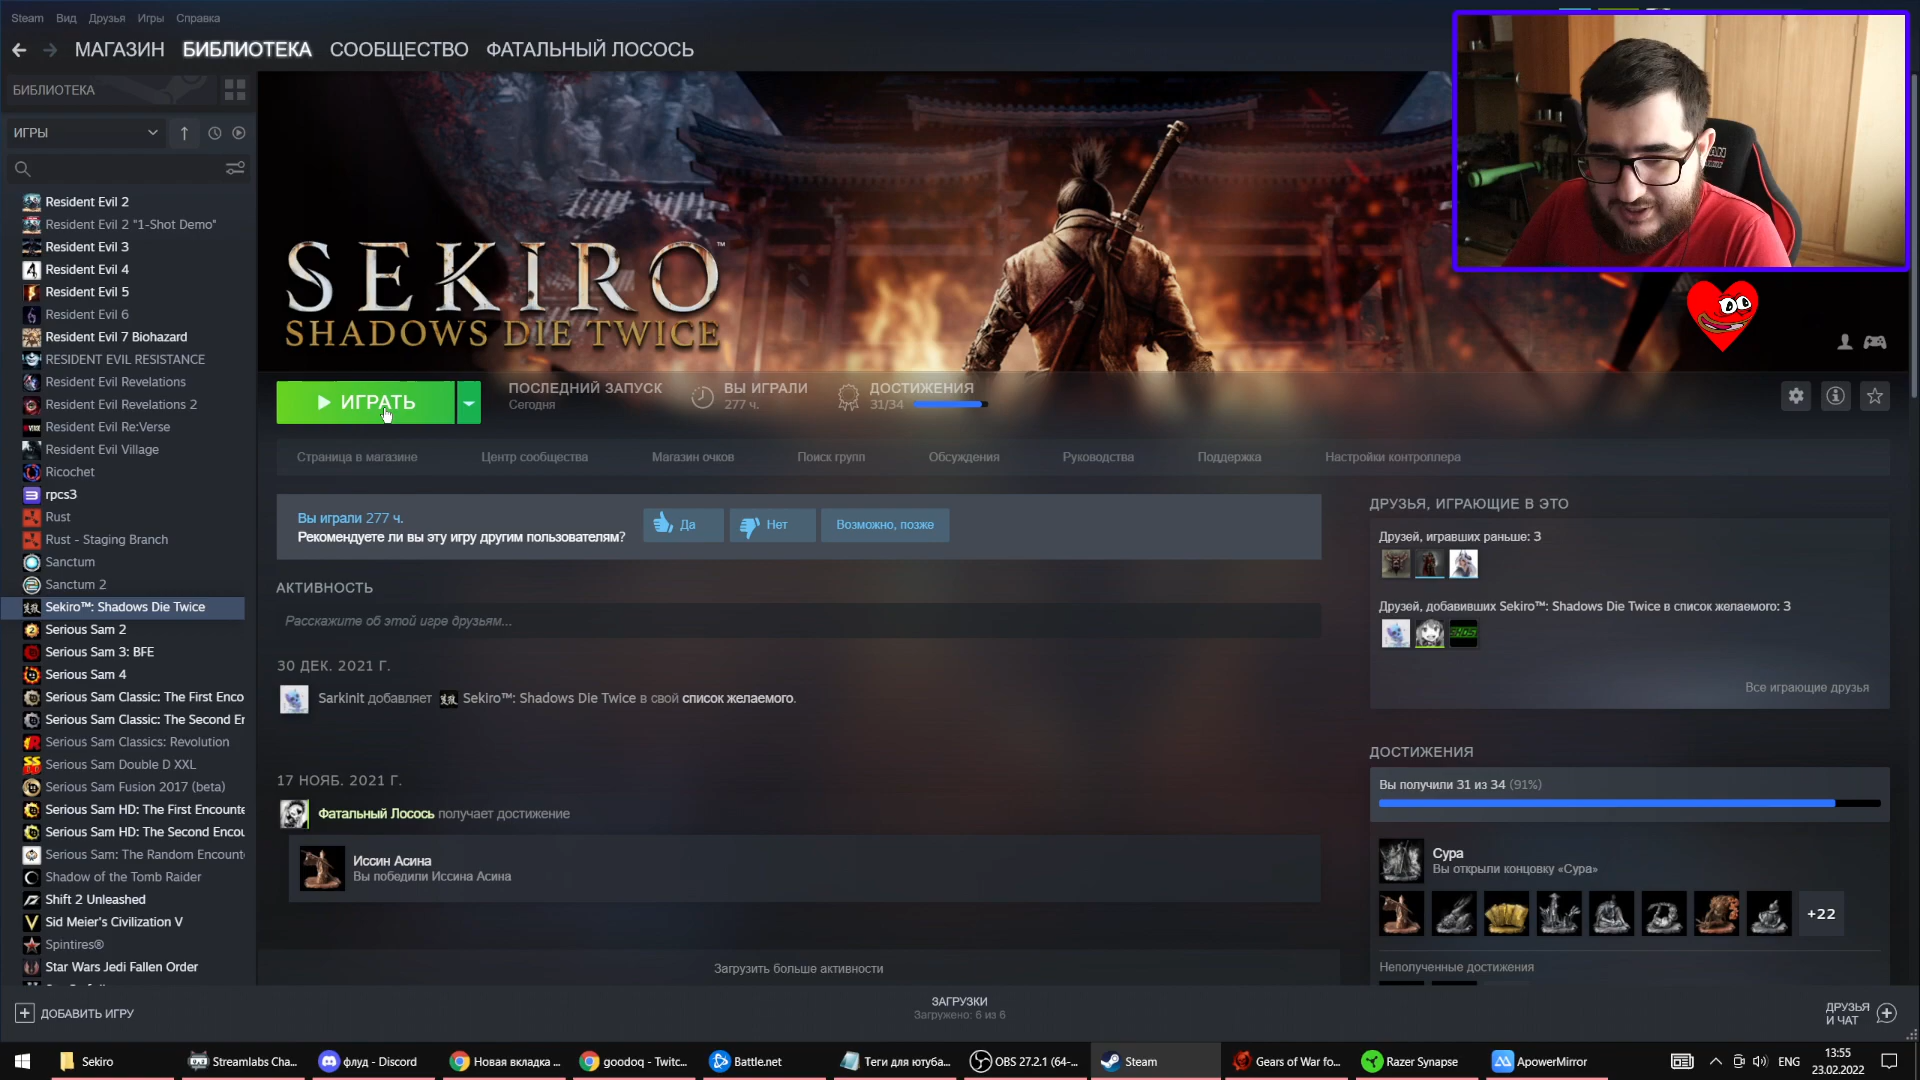 Steam Вид Друзья Игры Справка
МАГАЗИН БИБЛИОТЕКА СООБЩЕСТВО ФАТАЛЬНЫЙ ЛОСОСЬ
БИБЛИОТЕКА
ИГРЫ
Resident Evil 2
Resident Evil 2 "1-Shot Demo"
Resident Evil 3
Resident Evil 4
Resident Evil 5
Resident Evil 6
Resident Evil 7 Biohazard
RESIDENT EVIL RESISTANCE
Resident Evil Revelations
Resident Evil Revelations 2
Resident Evil Re:Verse
Resident Evil Village
Ricochet
rpcs3
Rust
Rust - Staging Branch
Sanctum
Sanctum 2
Sekiro™: Shadows Die Twice
Serious Sam 2
Serious Sam 3: BFE
Serious Sam 4
Serious Sam Classic: The First Enco
Serious Sam Classic: The Second Er
Serious Sam Classics: Revolution
Serious Sam Double D XXL
Serious Sam Fusion 2017 (beta)
Serious Sam HD: The First Encounte
Serious Sam HD: The Second Encou
Serious Sam: The Random Encount
Shadow of the Tomb Raider
Shift 2 Unleashed
Sid Meier's Civilization V
Spintires®
Star Wars Jedi Fallen Order
ДОБАВИТЬ ИГРУ
SEKIRO™
SHADOWS DIE TWICE
ИГРАТЬ
ПОСЛЕДНИЙ ЗАПУСК
Сегодня
ВЫ ИГРАЛИ
277 ч.
ДОСТИЖЕНИЯ
31/34
Страница в магазине Центр сообщества Магазин очков Поиск групп Обсуждения Руководства Поддержка Настройки контроллера
Вы играли 277 ч.
Рекомендуете ли вы эту игру другим пользователям?
Да Нет Возможно, позже
АКТИВНОСТЬ
Расскажите об этой игре друзьям...
30 ДЕК. 2021 Г.
Sarkinit добавляет Sekiro™: Shadows Die Twice в свой список желаемого.
17 НОЯБ. 2021 Г.
Фатальный Лосось получает достижение
Иссин Асина
Вы победили Иссина Асина
Загрузить больше активности
ДРУЗЬЯ, ИГРАЮЩИЕ В ЭТО
Друзей, игравших раньше: 3
Друзей, добавивших Sekiro™: Shadows Die Twice в список желаемого: 3
Все играющие друзья
ДОСТИЖЕНИЯ
Вы получили 31 из 34 (91%)
Сура
Вы открыли концовку «Сура»
+22
Неполученные достижения
ЗАГРУЗКИ
Загружено: 6 из 6
ДРУЗЬЯ
И ЧАТ
Sekiro Streamlabs Cha... флуд - Discord Новая вкладка ... goodoq - Twitc... Battle.net Теги для ютуба... OBS 27.2.1 (64-... Steam Gears of War fo... Razer Synapse ApowerMirror ENG
13:55
23.02.2022